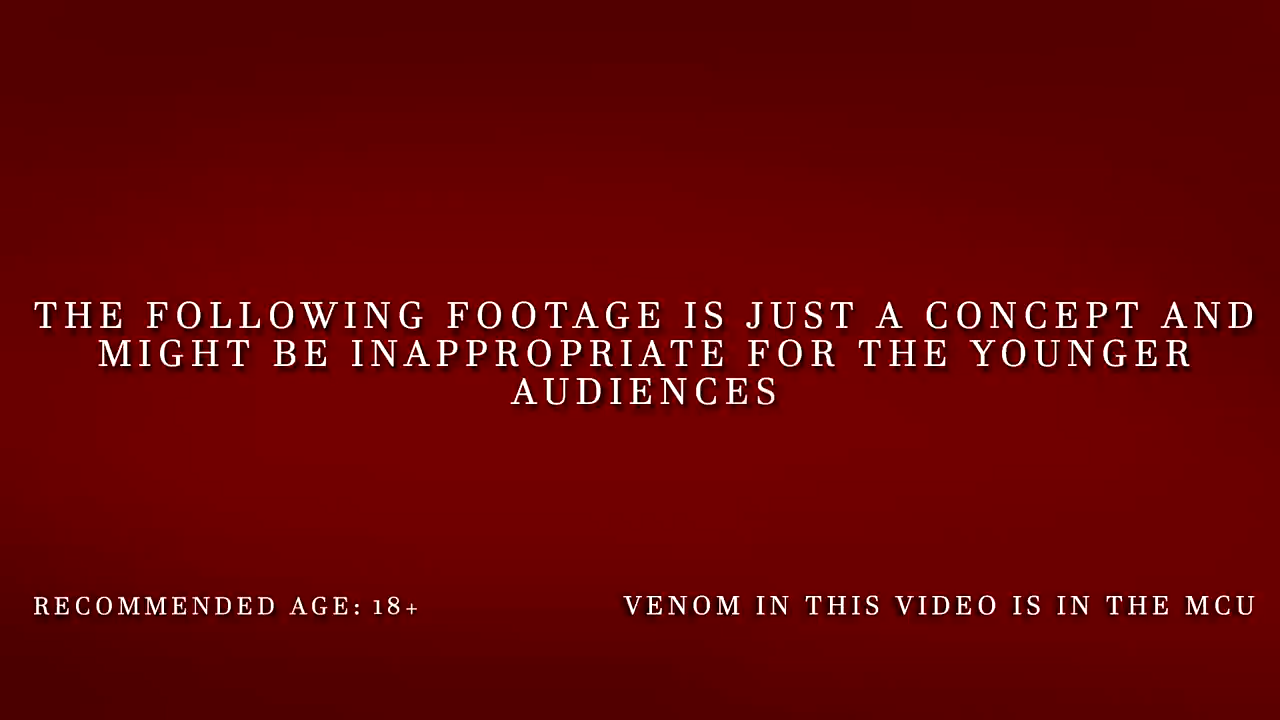 THE FOLLOWING FOOTAGE IS JUST A CONCEPT AND
MIGHT BE INAPPROPRIATE FOR THE YOUNGER
AUDIENCES
RECOMMENDED AGE: 18+
VENOM IN THIS VIDEO IS IN THE MCU